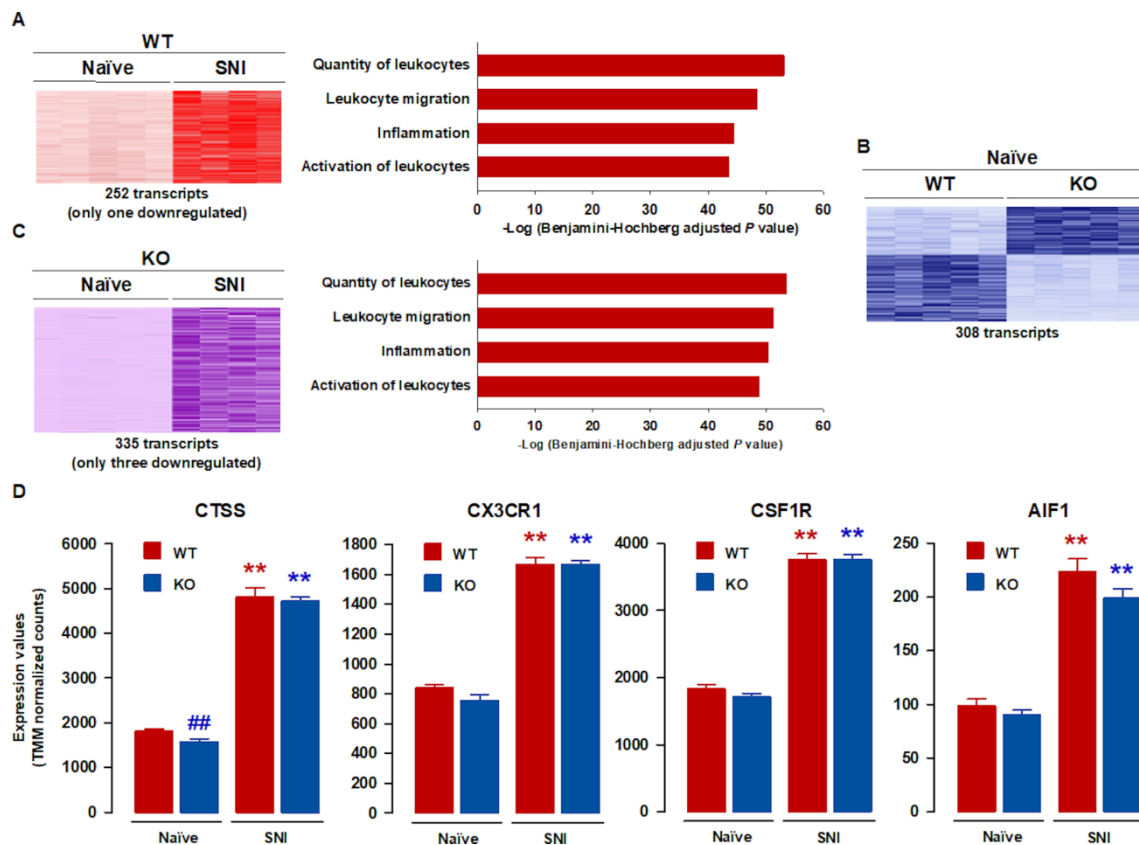 A
WT
Naïve SNI
252 transcripts
(only one downregulated)
Quantity of leukocytes
Leukocyte migration
Inflammation
Activation of leukocytes
0 10 20 30 40 50 60
-Log (Benjamini-Hochberg adjusted P value)
B
Naïve
WT KO
308 transcripts
C
KO
Naïve SNI
335 transcripts
(only three downregulated)
Quantity of leukocytes
Leukocyte migration
Inflammation
Activation of leukocytes
0 10 20 30 40 50 60
-Log (Benjamini-Hochberg adjusted P value)
D
Expression values
(TMM normalized counts)
CTSS
6000
5000
4000
3000
2000
1000
0
WT
KO
##
**
**
Naïve SNI
CX3CR1
1800
1600
1400
1200
1000
800
600
400
200
0
WT
KO
**
**
Naïve SNI
CSF1R
4000
3000
2000
1000
0
WT
KO
**
**
Naïve SNI
AIF1
250
200
150
100
50
0
WT
KO
**
**
Naïve SNI